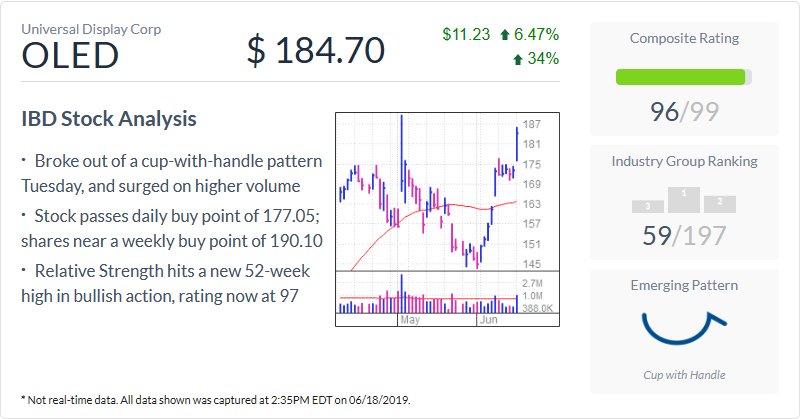 Universal Display Corp
OLED
$ 184.70
$11.23 6.47%
34%
IBD Stock Analysis
· Broke out of a cup-with-handle pattern
Tuesday, and surged on higher volume
· Stock passes daily buy point of 177.05;
shares near a weekly buy point of 190.10
· Relative Strength hits a new 52-week
high in bullish action, rating now at 97
187
181
175
169
163
157
151
145
2.7M
1.0M
388.0K
May Jun
Composite Rating
96/99
Industry Group Ranking
3 1 2
59/197
Emerging Pattern
Cup with Handle
* Not real-time data. All data shown was captured at 2:35PM EDT on 06/18/2019.